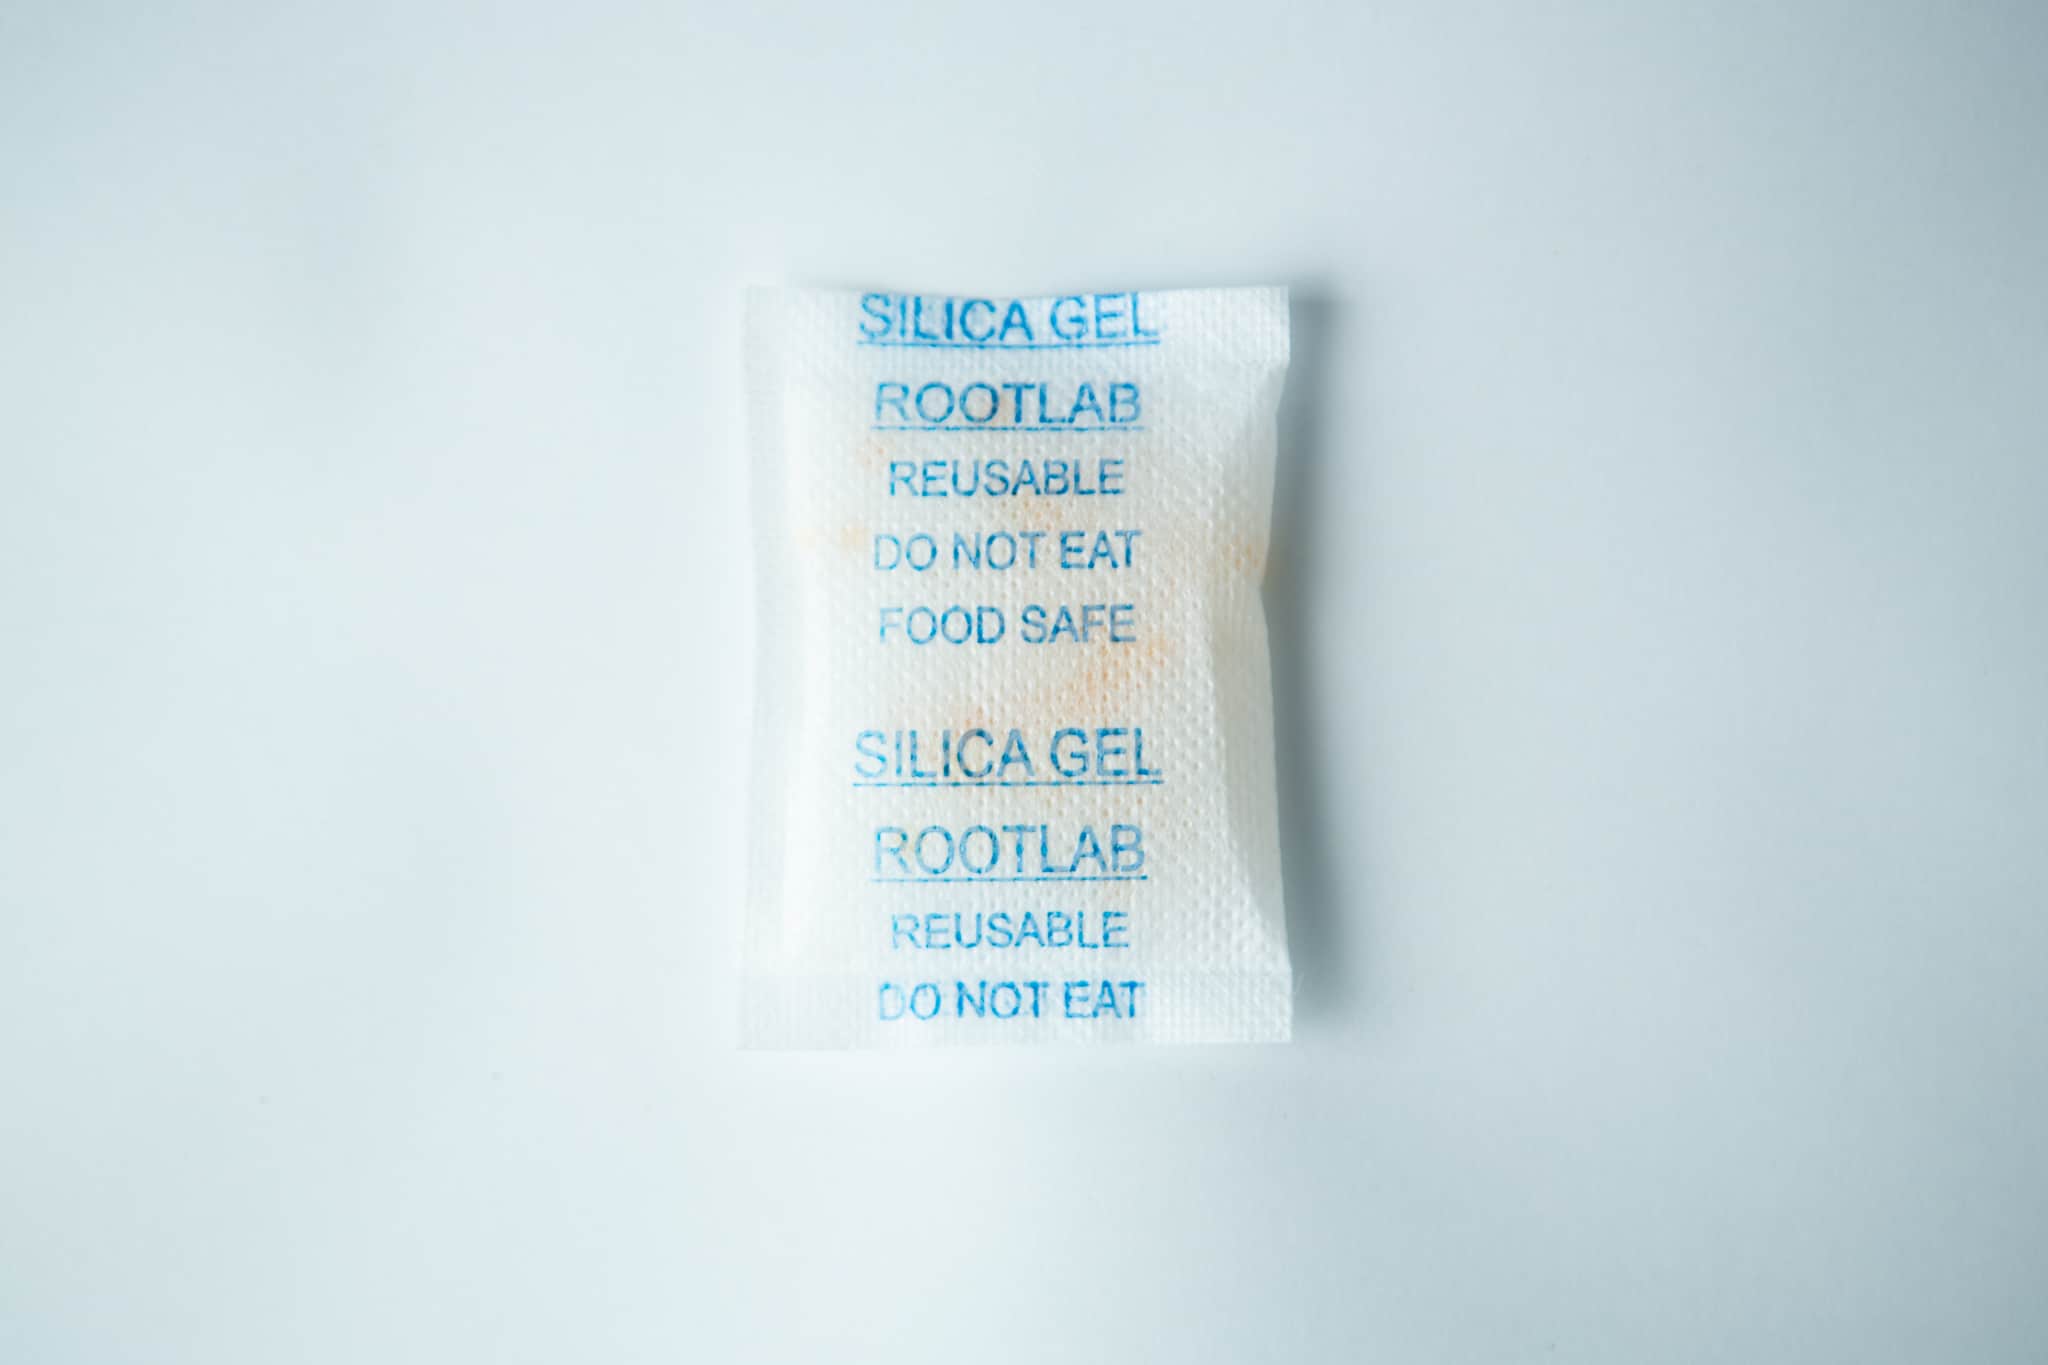 SILICA GEL
ROOTLAB
REUSABLE
DO NOT EAT
FOOD SAFE
SILICA GEL
ROOTLAB
REUSABLE
DO NOT EAT